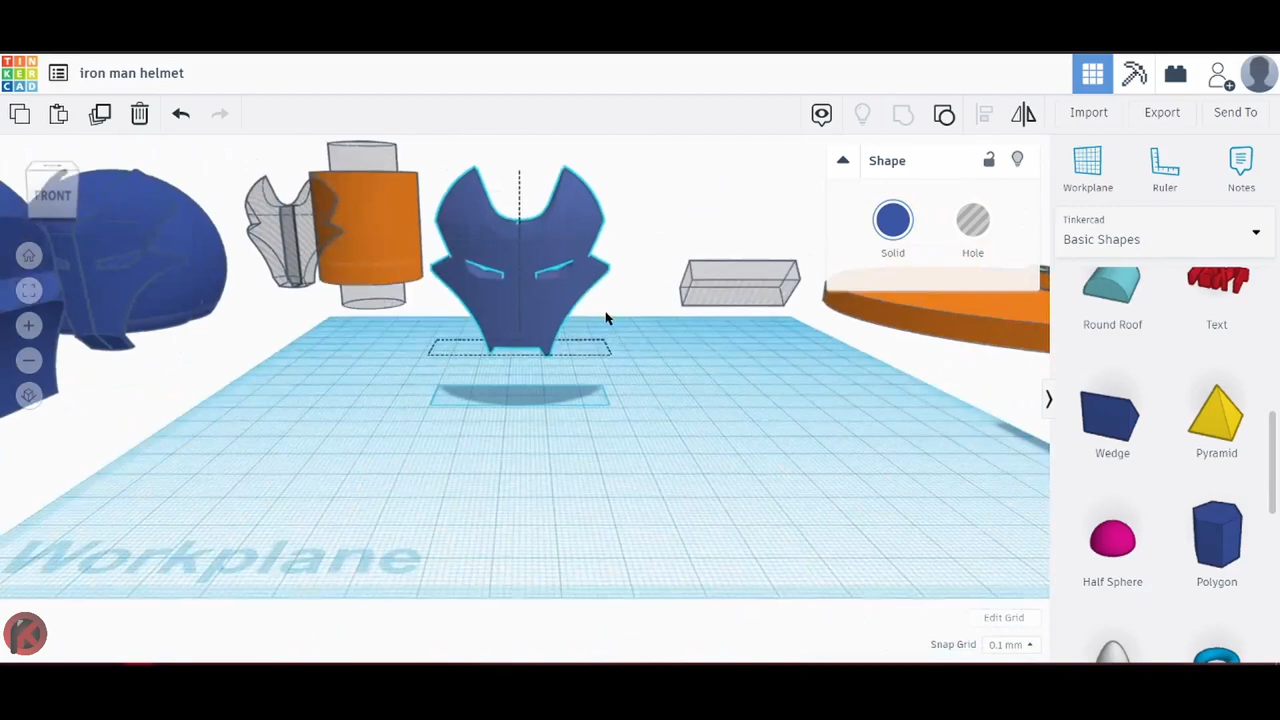 TIN
KER
CAD
iron man helmet
Import
Export
Send To
FRONT
Shape
Solid
Hole
Workplane
Ruler
Notes
Tinkercad
Basic Shapes
Round Roof
Text
Wedge
Pyramid
Half Sphere
Polygon
Workplane
Edit Grid
Snap Grid
0.1 mm